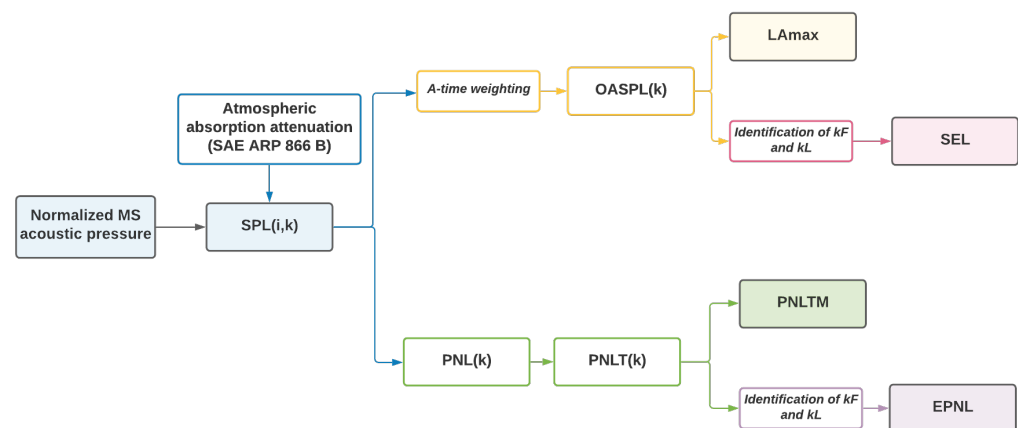 LAmax
Atmospheric
absorption attenuation
(SAE ARP 866 B)
A-time weighting
OASPL(k)
Identification of kF
and kL
SEL
Normalized MS
acoustic pressure
SPL(i,k)
PNLTM
PNL(k)
PNLT(k)
Identification of kF
and kL
EPNL